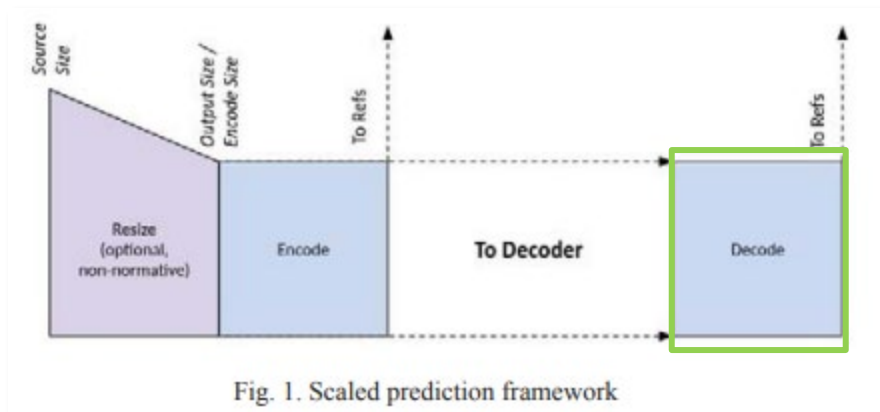 Source
Size
Output Size /
Encode Size
To Refs
To Refs
Resize
(optional,
non-normative)
Encode
To Decoder
Decode
Fig. 1. Scaled prediction framework